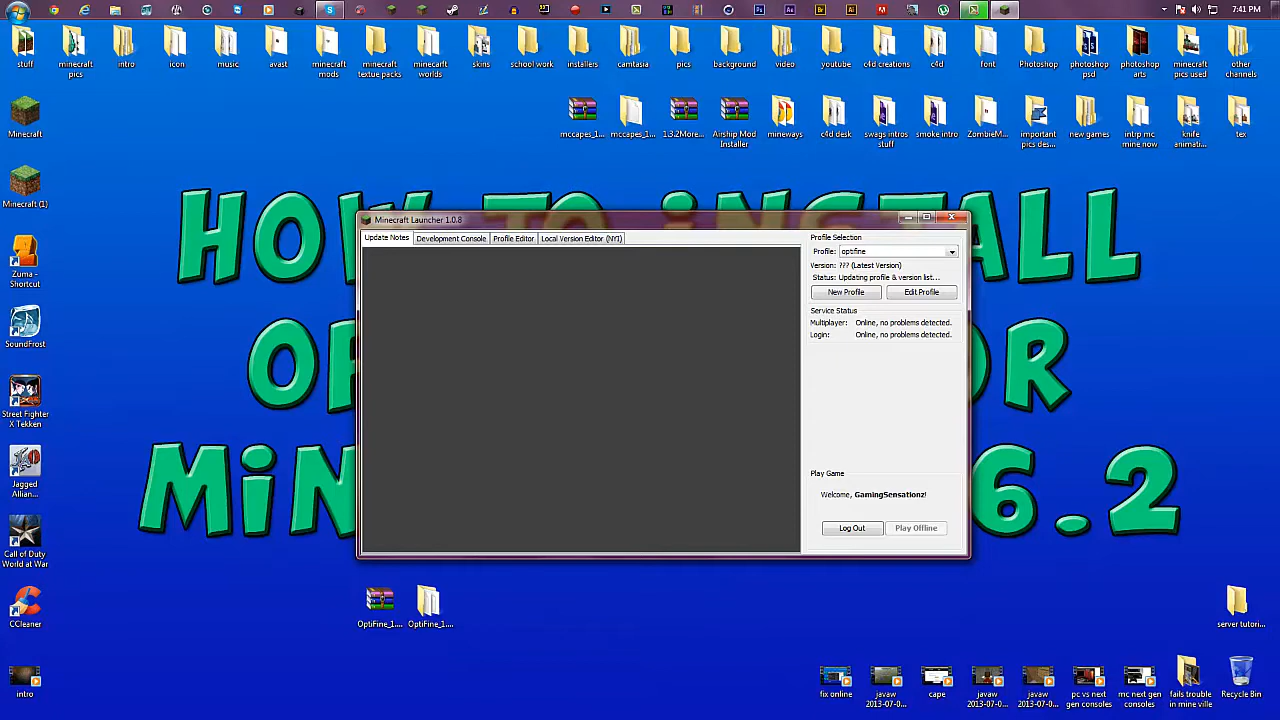 7:41 PM
stuff
minecraft pics
intro
icon
music
avast
minecraft mods
minecraft textue packs
minecarft worlds
skins
school work
installers
camtasia
pics
background
video
youtube
c4d creations
c4d
font
Photoshop
photoshop psd
photoshop arts
minecraft pics used
other channels
Minecraft
mccapes_1...
mccapes_1...
1.3.2More...
Airship Mod Installer
mineways
c4d desk
swags intros stuff
smoke intro
ZombieM...
important pics des...
new games
intrp mc mine now
knife animati...
tex
Minecraft (1)
Zuma - Shortcut
SoundFrost
Street Fighter X Tekken
Jagged Allian...
Call of Duty World at War
CCleaner
intro
Minecraft Launcher 1.0.8
Update Notes
Development Console
Profile Editor
Local Version Editor (NYI)
Profile Selection
Profile: optifine
Version: ??? (Latest Version)
Status: Updating profile & version list...
New Profile
Edit Profile
Service Status
Multiplayer: Online, no problems detected.
Login: Online, no problems detected.
Play Game
Welcome, GamingSensationz!
Log Out
Play Offline
OptiFine_1....
OptiFine_1....
server tutori...
fix online
javaw 2013-07-0...
cape
javaw 2013-07-0...
javaw 2013-07-0...
pc vs next gen consoles
mc next gen consoles
fails trouble in mine ville
Recycle Bin